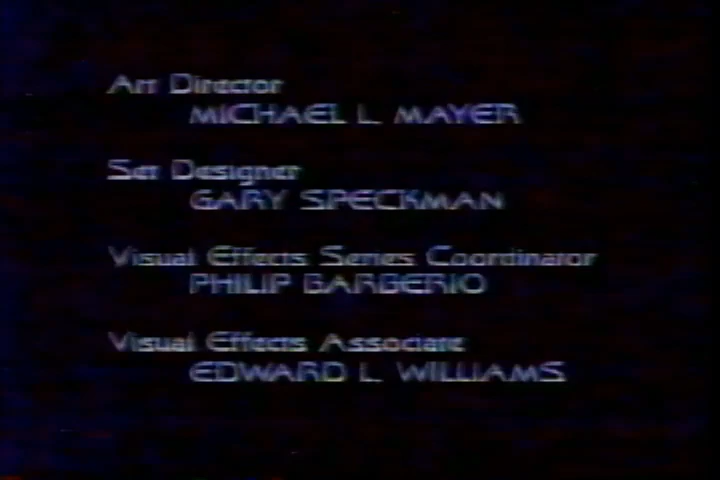 Art Director
MICHAEL L. MAYER
Set Designer
GARY SPECKMAN
Visual Effects Series Coordinator
PHILIP BARBERIO
Visual Effects Associate
EDWARD L. WILLIAMS